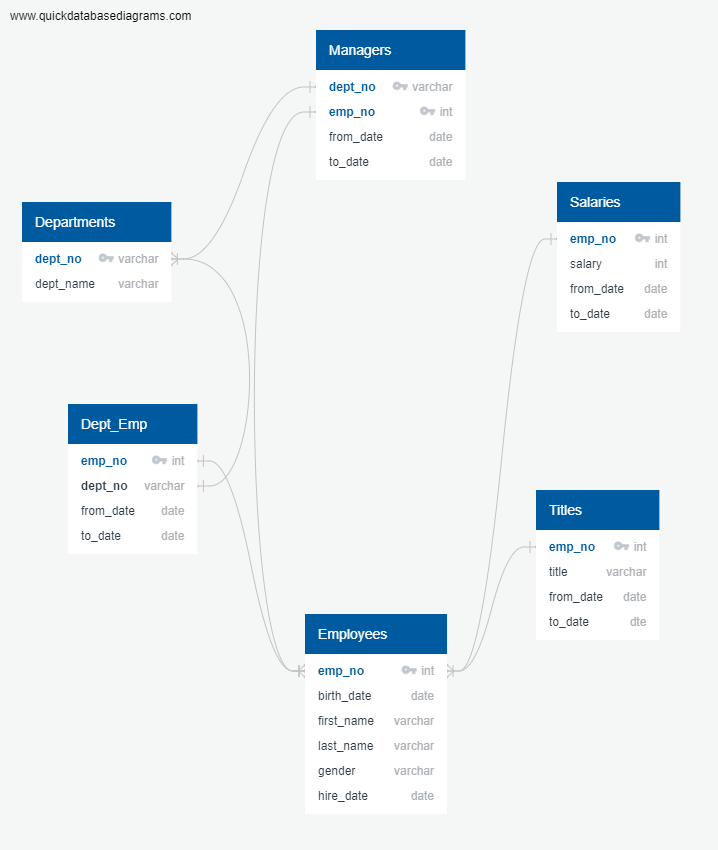 www.quickdatabasediagrams.com
Managers
dept_no varchar
emp_no int
from_date date
to_date date
Departments
dept_no varchar
dept_name varchar
Salaries
emp_no int
salary int
from_date date
to_date date
Dept_Emp
emp_no int
dept_no varchar
from_date date
to_date date
Titles
emp_no int
title varchar
from_date date
to_date dte
Employees
emp_no int
birth_date date
first_name varchar
last_name varchar
gender varchar
hire_date date